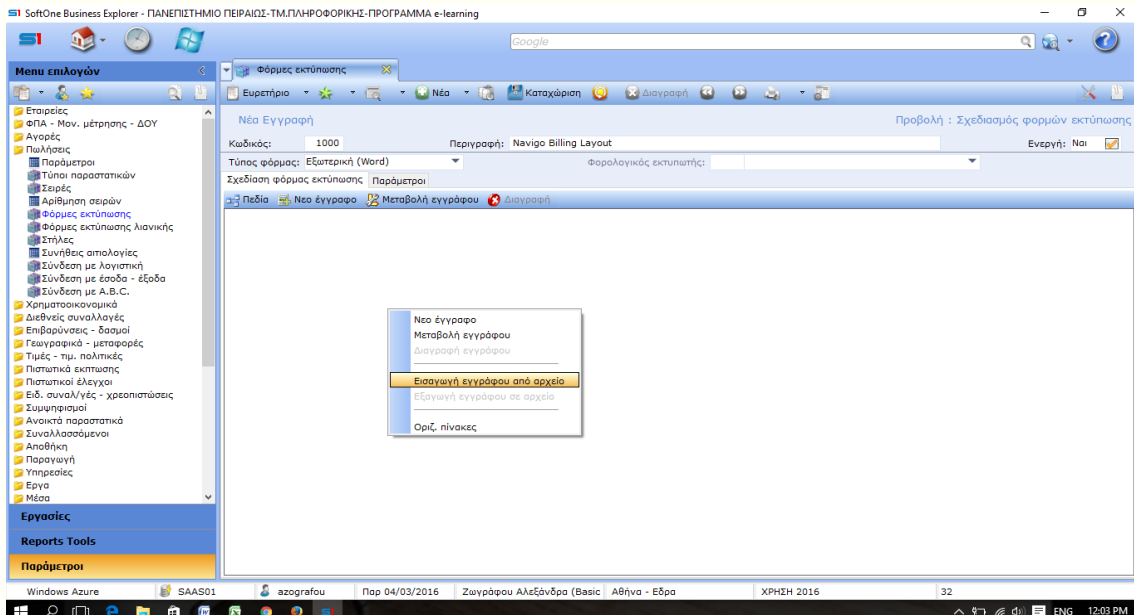 S1 SoftOne Business Explorer - ΠΑΝΕΠΙΣΤΗΜΙΟ ΠΕΙΡΑΙΩΣ-ΤΜ.ΠΛΗΡΟΦΟΡΙΚΗΣ-ΠΡΟΓΡΑΜΜΑ e-learning
S1 Google
Menu επιλογών Φόρμες εκτύπωσης
Ευρετήριο Νέα Καταχώριση Διαγραφή
Εταιρείες
ΦΠΑ - Μον. μέτρησης - ΔΟΥ
Αγορές
Πωλήσεις
Παράμετροι
Τύποι παραστατικών
Σειρές
Αρίθμηση σειρών
Φόρμες εκτύπωσης
Φόρμες εκτύπωσης λιανικής
Στήλες
Συνήθεις αιτιολογίες
Σύνδεση με λογιστική
Σύνδεση με έσοδα - έξοδα
Σύνδεση με A.B.C.
Χρηματοοικονομικά
Διεθνείς συναλλαγές
Επιβαρύνσεις - δασμοί
Γεωγραφικά - μεταφορές
Τιμές - τιμ. πολιτικές
Πιστωτικά εκπτωσης
Πιστωτικοί έλεγχοι
Ειδ. συναλ/γές - χρεοπιστώσεις
Συμψηφισμοί
Ανοικτά παραστατικά
Συναλλασσόμενοι
Αποθήκη
Παραγωγή
Υπηρεσίες
Εργα
Μέσα
Εργασίες
Reports Tools
Παράμετροι
Νέα Εγγραφή Προβολή : Σχεδιασμός φορμών εκτύπωσης
Κωδικός: 1000 Περιγραφή: Navigo Billing Layout Ενεργή: Ναι
Τύπος φόρμας: Εξωτερική (Word) Φορολογικός εκτυπωτής:
Σχεδίαση φόρμας εκτύπωσης Παράμετροι
Πεδία Νεο έγγραφο Μεταβολή εγγράφου Διαγραφή
Νεο έγγραφο
Μεταβολή εγγράφου
Διαγραφή εγγράφου
Εισαγωγή εγγράφου από αρχείο
Εξαγωγή εγγράφου σε αρχείο
Οριζ. πίνακες
Windows Azure SAAS01 azografou Παρ 04/03/2016 Ζωγράφου Αλεξάνδρα (Basic Αθήνα - Εδρα ΧΡΗΣΗ 2016 32
S1 ENG 12:03 PM